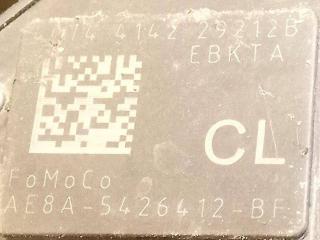 4142 29212B
EBKTA
CL
FoMoCo
AE8A-5426412-BF